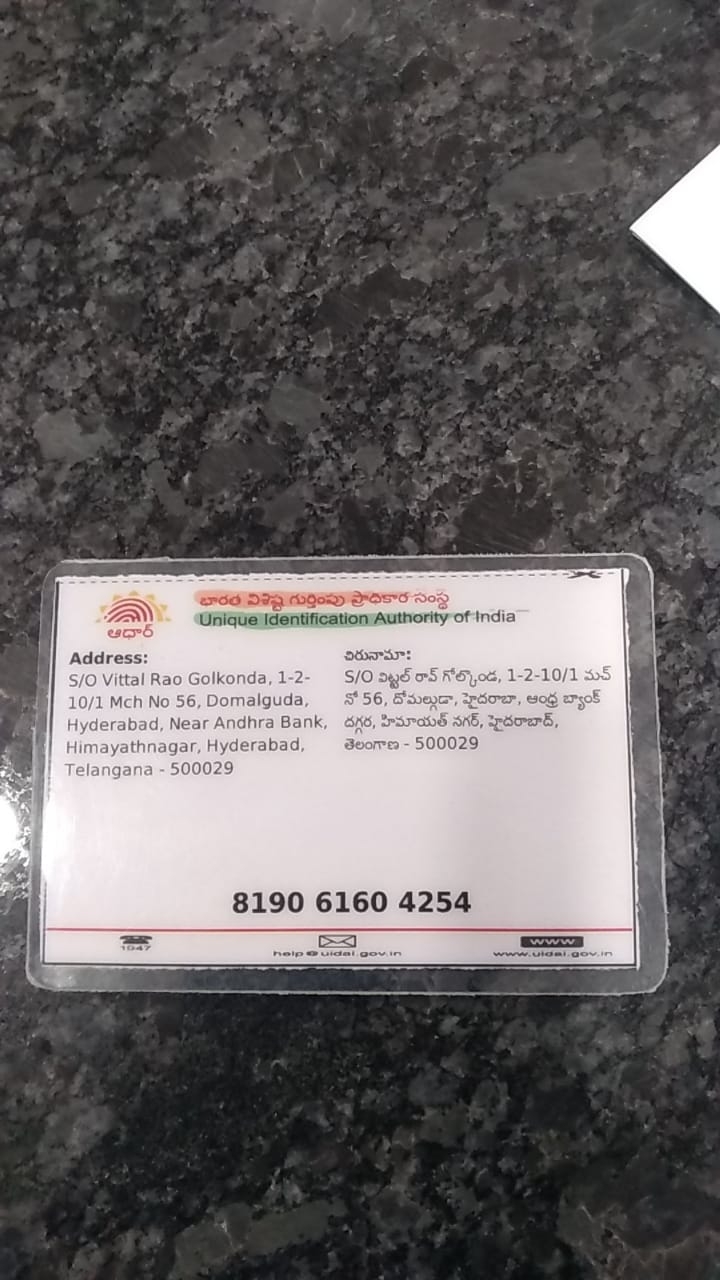 ఆధార్
భారత విశిష్ట గుర్తింపు ప్రాధికార సంస్థ
Unique Identification Authority of India
Address:
S/O Vittal Rao Golkonda, 1-2-
10/1 Mch No 56, Domalguda,
Hyderabad, Near Andhra Bank,
Himayathnagar, Hyderabad,
Telangana - 500029
చిరునామా:
S/O విట్టల్ రావ్ గోల్కొండ, 1-2-10/1 మచ్
నో 56, దోమల్గుడా, హైదరాబా, ఆంధ్ర బ్యాంక్
దగ్గర, హిమాయత్ నగర్, హైదరాబాద్,
తెలంగాణ - 500029
8190 6160 4254
1947
help@uidai.gov.in
WWW
www.uidai.gov.in